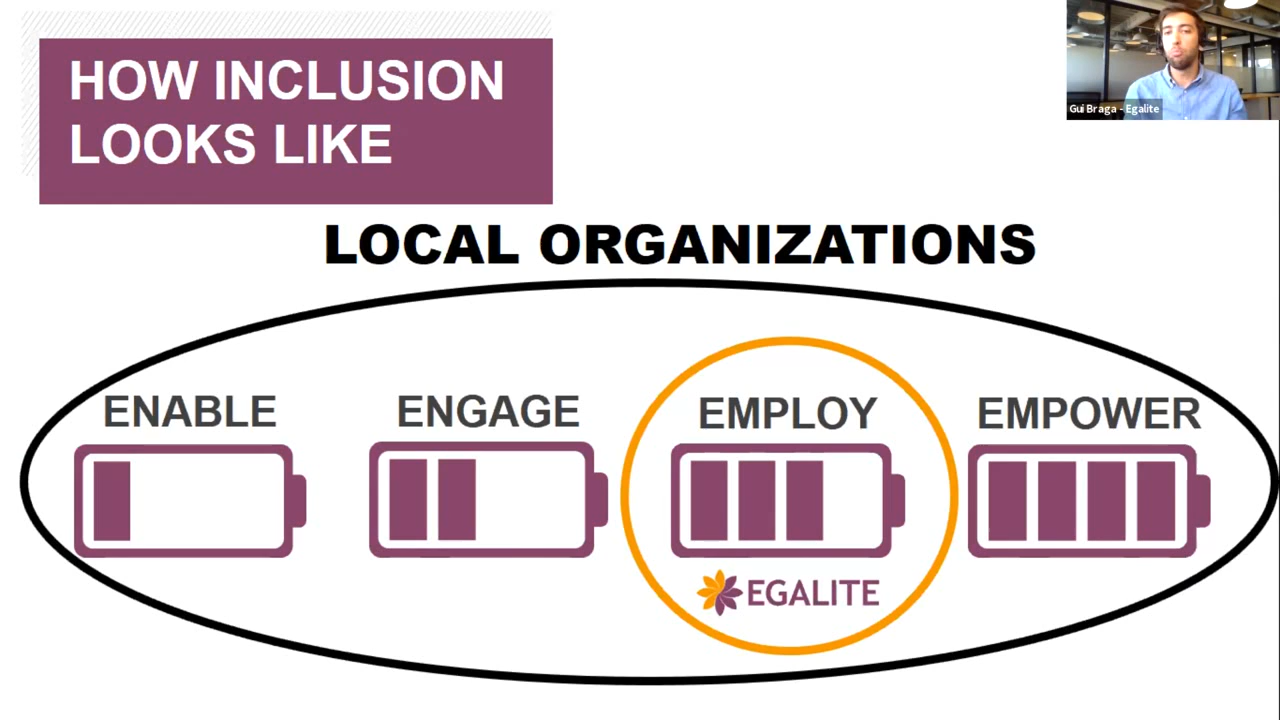 HOW INCLUSION
LOOKS LIKE
Gui Braga - Egalite
LOCAL ORGANIZATIONS
ENABLE
ENGAGE
EMPLOY
EMPOWER
EGALITE